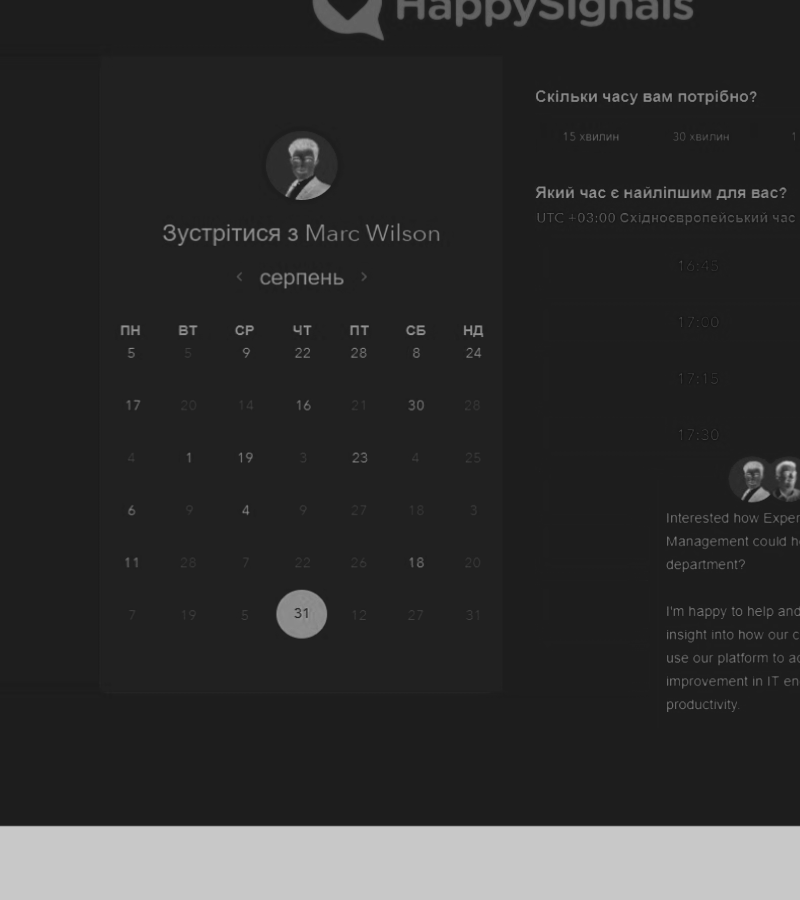 HappySignals
Зустрітися з Marc Wilson
серпень
ПН ВТ СР ЧТ ПТ СБ НД
5 5 9 22 28 8 24
17 20 14 16 21 30 28
4 1 19 3 23 4 25
6 9 4 9 27 18 3
11 28 7 22 26 18 20
7 19 5 31 12 27 31
Скільки часу вам потрібно?
15 хвилин 30 хвилин 1
Який час є найліпшим для вас?
UTC +03:00 Східноєвропейський час
16:45
17:00
17:15
17:30
Interested how Exper
Management could he
department?
I'm happy to help and
insight into how our c
use our platform to ac
improvement in IT en
productivity.